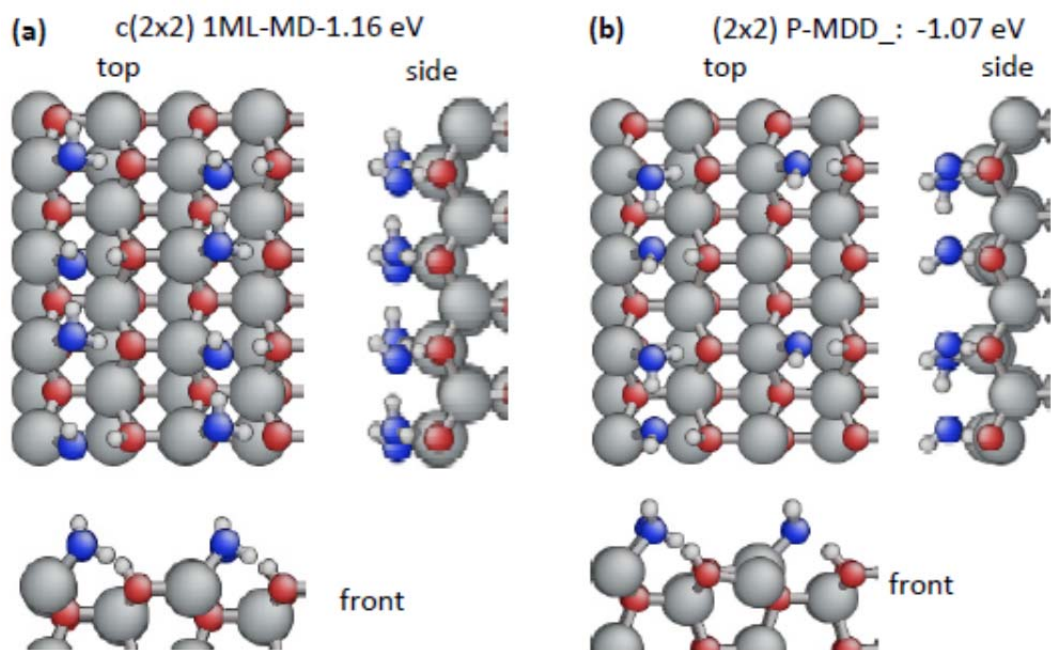 (a) c(2x2) 1ML-MD-1.16 eV
top side
front
(b) (2x2) P-MDD_: -1.07 eV
top side
front